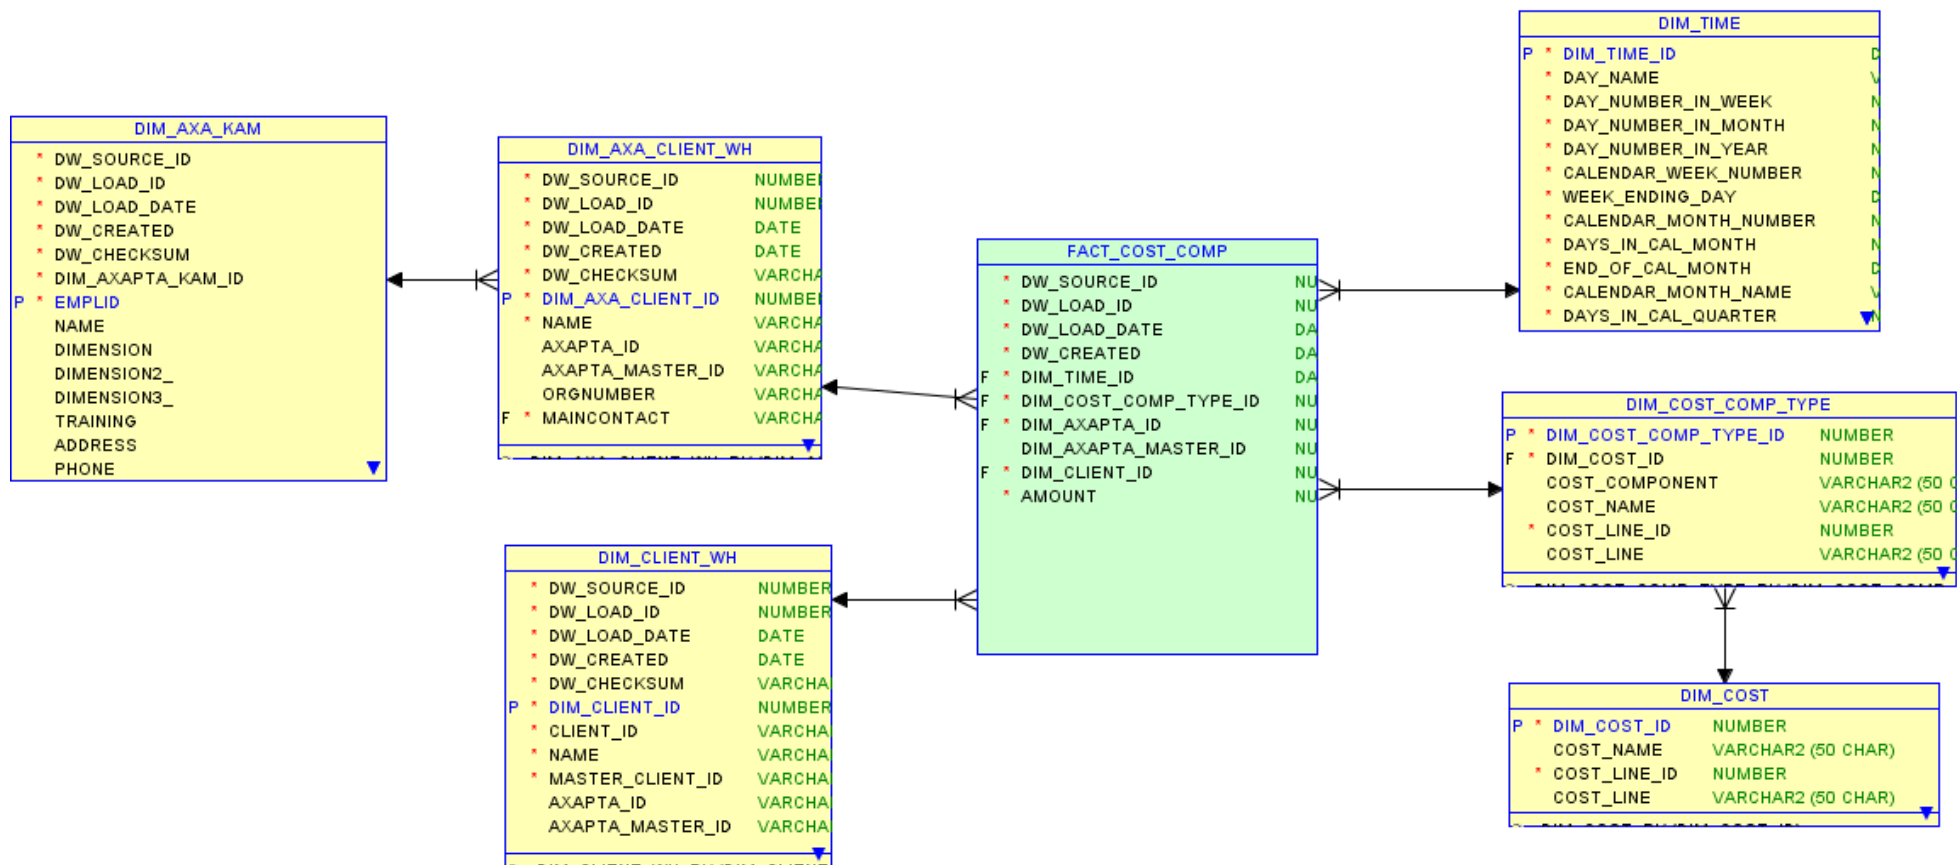 DIM_AXA_KAM
* DW_SOURCE_ID
* DW_LOAD_ID
* DW_LOAD_DATE
* DW_CREATED
* DW_CHECKSUM
* DIM_AXAPTA_KAM_ID
P * EMPLID
NAME
DIMENSION
DIMENSION2_
DIMENSION3_
TRAINING
ADDRESS
PHONE
DIM_AXA_CLIENT_WH
* DW_SOURCE_ID NUMBER
* DW_LOAD_ID NUMBER
* DW_LOAD_DATE DATE
* DW_CREATED DATE
* DW_CHECKSUM VARCHA
P * DIM_AXA_CLIENT_ID NUMBER
* NAME VARCHA
AXAPTA_ID VARCHA
AXAPTA_MASTER_ID VARCHA
ORGNUMBER VARCHA
F * MAINCONTACT VARCHA
DIM_CLIENT_WH
* DW_SOURCE_ID NUMBER
* DW_LOAD_ID NUMBER
* DW_LOAD_DATE DATE
* DW_CREATED DATE
* DW_CHECKSUM VARCHA
P * DIM_CLIENT_ID NUMBER
* CLIENT_ID VARCHA
* NAME VARCHA
* MASTER_CLIENT_ID VARCHA
AXAPTA_ID VARCHA
AXAPTA_MASTER_ID VARCHA
FACT_COST_COMP
* DW_SOURCE_ID NU
* DW_LOAD_ID NU
* DW_LOAD_DATE DA
* DW_CREATED DA
F * DIM_TIME_ID DA
F * DIM_COST_COMP_TYPE_ID NU
F * DIM_AXAPTA_ID NU
DIM_AXAPTA_MASTER_ID NU
F * DIM_CLIENT_ID NU
* AMOUNT NU
DIM_TIME
P * DIM_TIME_ID D
* DAY_NAME V
* DAY_NUMBER_IN_WEEK N
* DAY_NUMBER_IN_MONTH N
* DAY_NUMBER_IN_YEAR N
* CALENDAR_WEEK_NUMBER N
* WEEK_ENDING_DAY D
* CALENDAR_MONTH_NUMBER N
* DAYS_IN_CAL_MONTH N
* END_OF_CAL_MONTH D
* CALENDAR_MONTH_NAME V
* DAYS_IN_CAL_QUARTER N
DIM_COST_COMP_TYPE
P * DIM_COST_COMP_TYPE_ID NUMBER
F * DIM_COST_ID NUMBER
COST_COMPONENT VARCHAR2 (50 C
COST_NAME VARCHAR2 (50 C
* COST_LINE_ID NUMBER
COST_LINE VARCHAR2 (50 C
DIM_COST
P * DIM_COST_ID NUMBER
COST_NAME VARCHAR2 (50 CHAR)
* COST_LINE_ID NUMBER
COST_LINE VARCHAR2 (50 CHAR)